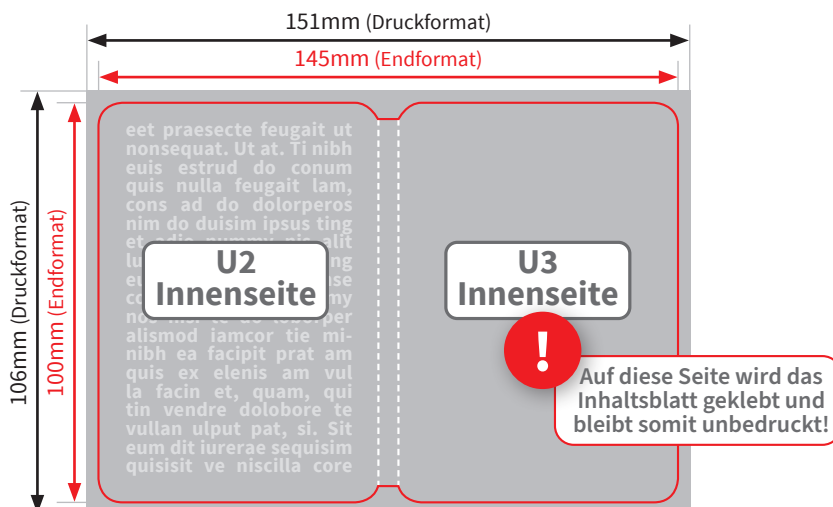 151mm (Druckformat)
145mm (Endformat)
106mm (Druckformat)
100mm (Endformat)
eet praesecte feugait ut
nonsequat. Ut at. Ti nibh
euis estrud do conum
quis nulla feugait lam,
cons ad do dolorperos
nim do duisim ipsus ting
alit
U2
Innenseite
alismod iamcor tie mi-
nibh ea facipit prat am
quis ex elenis am vul
la facin et, quam, qui
tin vendre dolobore te
vullan ulput pat, si. Sit
eum dit iurerae sequisim
quisisit ve niscilla core
U3
Innenseite
!
Auf diese Seite wird das
Inhaltsblatt geklebt und
bleibt somit unbedruckt!